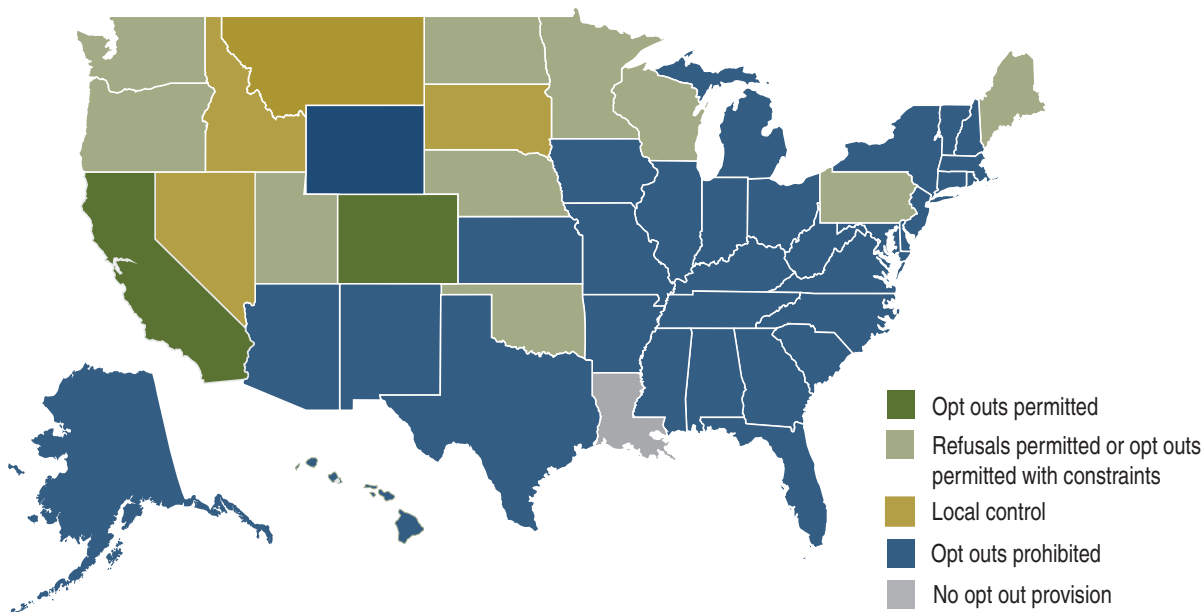 Opt outs permitted
Refusals permitted or opt outs
permitted with constraints
Local control
Opt outs prohibited
No opt out provision